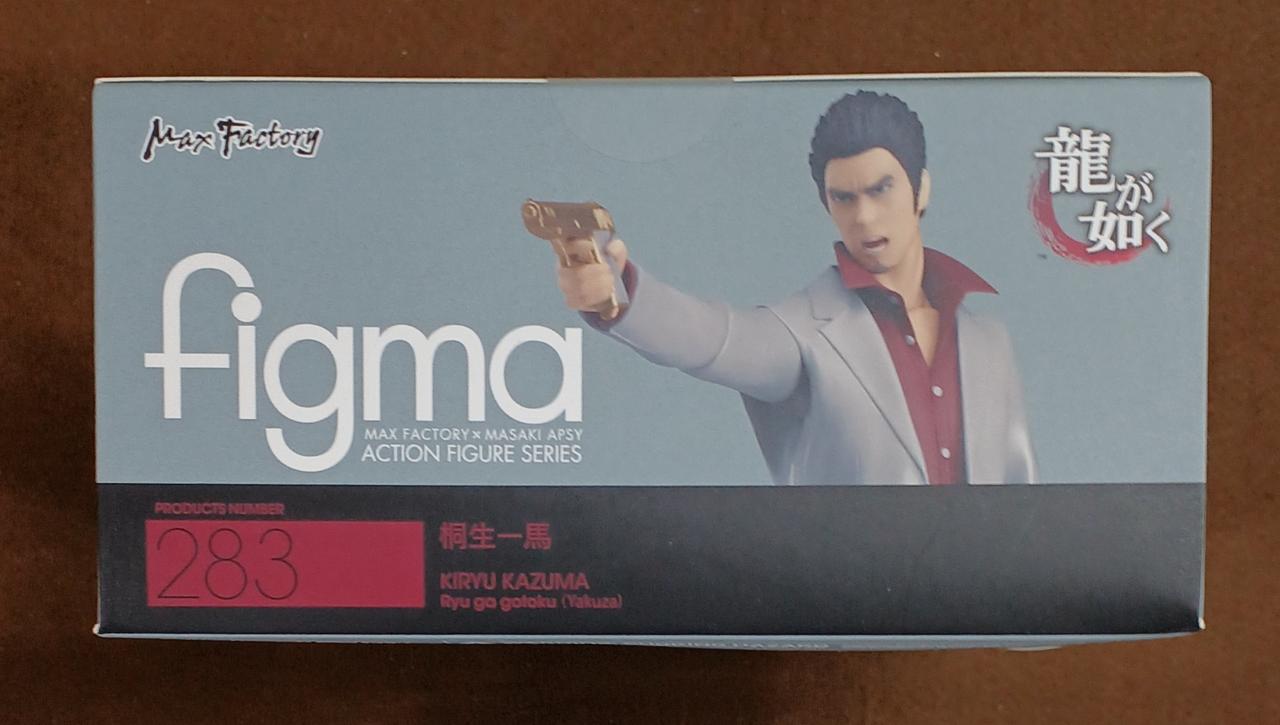 Max Factory
龍が
如く
figma
MAX FACTORY×MASAKI APSY
ACTION FIGURE SERIES
PRODUCTS NUMBER
283
桐生一馬
KIRYU KAZUMA
Ryu ga gotoku (Yakuza)